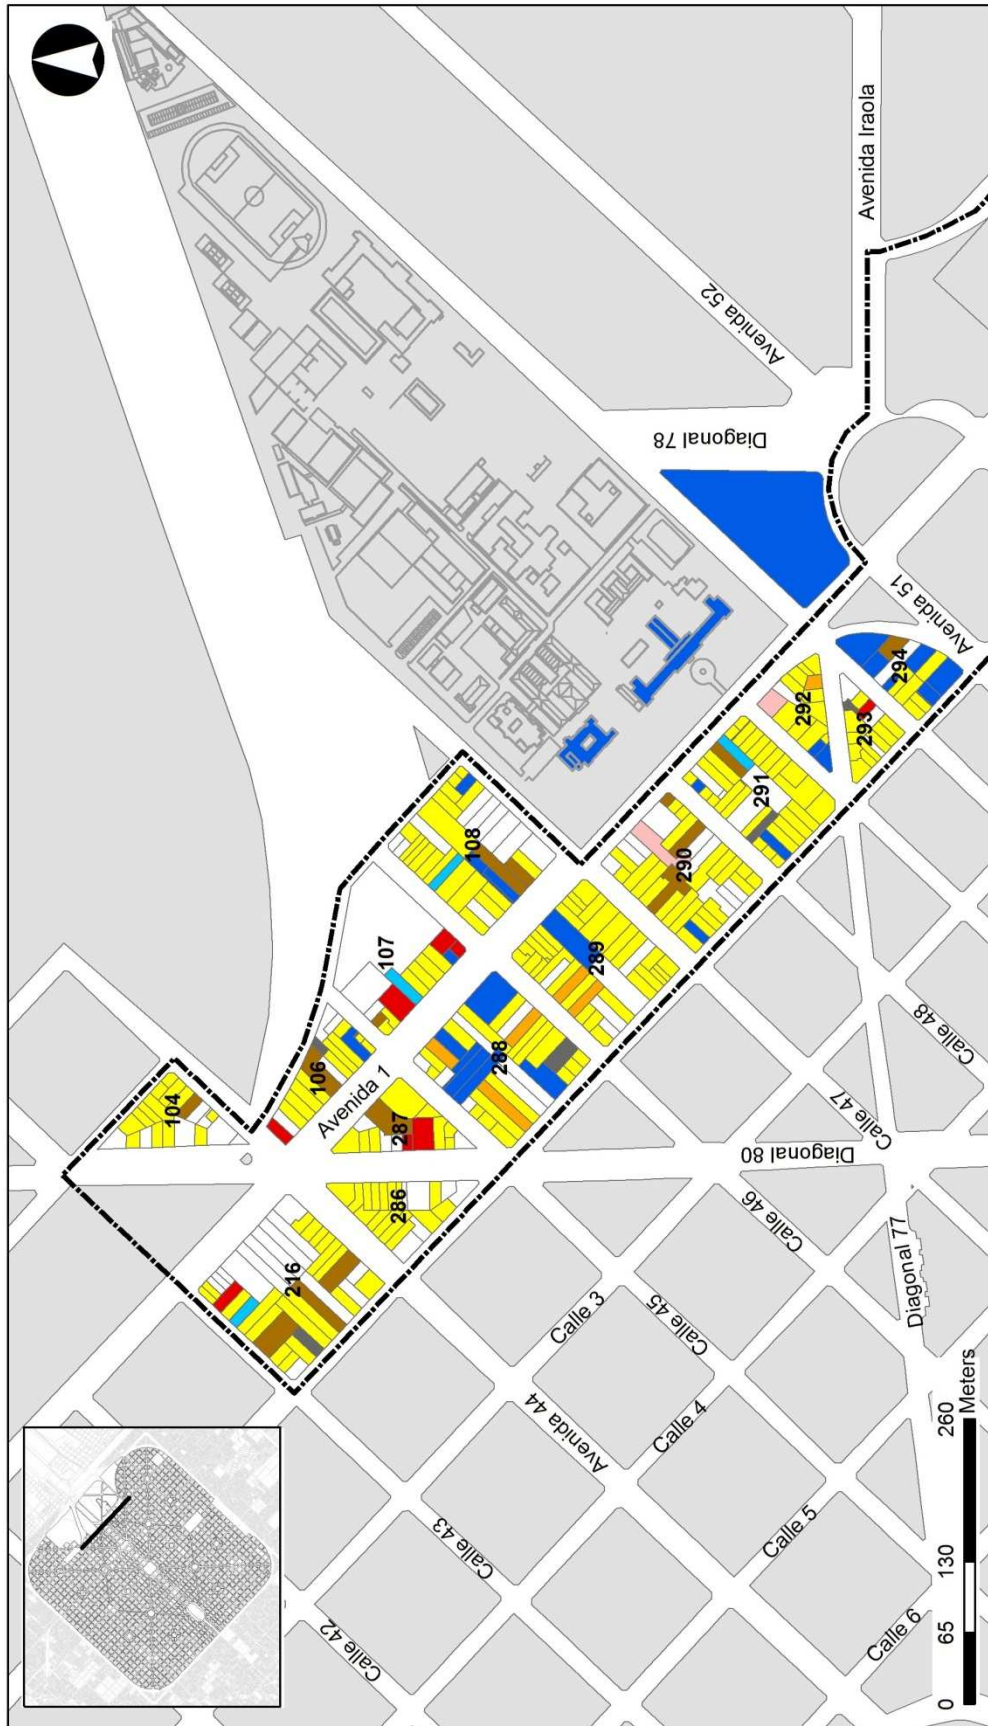 Avenida Iraola
Avenida 52
Diagonal 78
Avenida 51
294
293
292
291
290
108
289
107
288
106
Avenida 1
287
104
286
216
Calle 48
Calle 47
Diagonal 80
Calle 46
Diagonal 77
Calle 3
Calle 45
Avenida 44
Calle 4
Calle 43
Calle 5
Calle 42
Calle 6
0 65 130 260
Meters